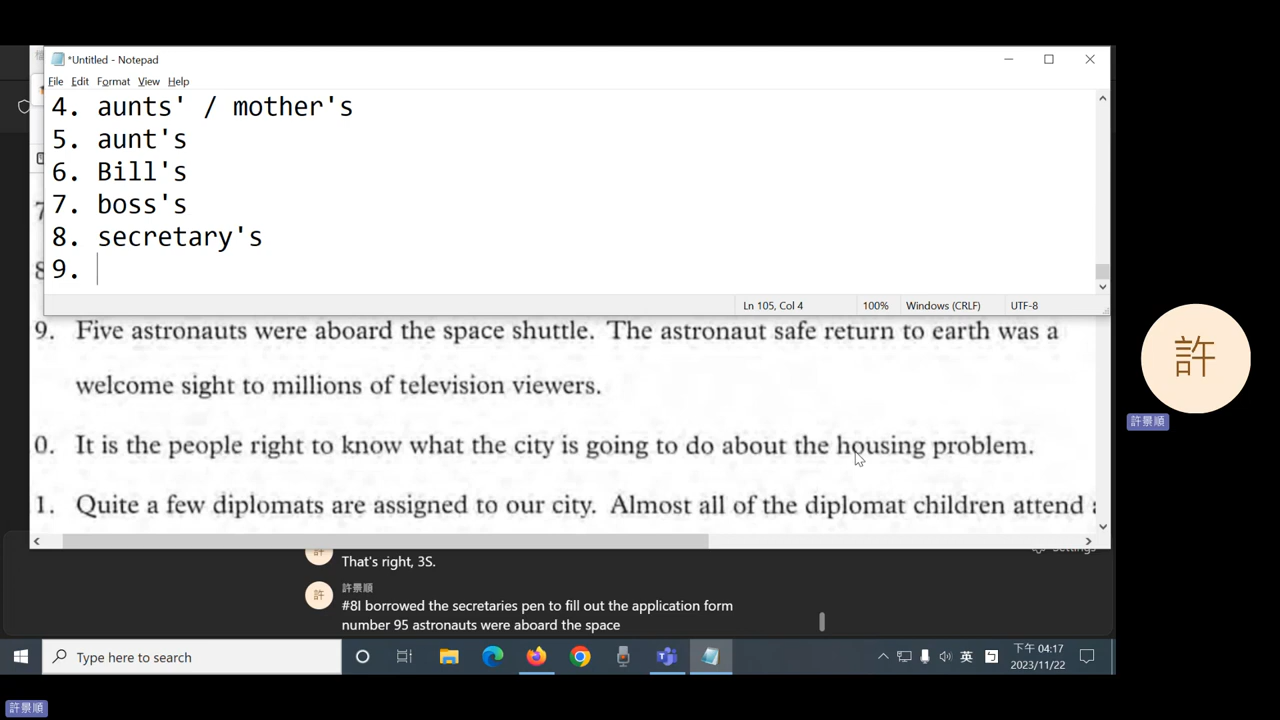 *Untitled - Notepad
File Edit Format View Help
4. aunts' / mother's
5. aunt's
6. Bill's
7. boss's
8. secretary's
9.
Ln 105, Col 4 100% Windows (CRLF) UTF-8
9. Five astronauts were aboard the space shuttle. The astronaut safe return to earth was a
welcome sight to millions of television viewers.
0. It is the people right to know what the city is going to do about the housing problem.
1. Quite a few diplomats are assigned to our city. Almost all of the diplomat children attend
Settings
許
That's right, 3S.
許景順
許
#8I borrowed the secretaries pen to fill out the application form
number 95 astronauts were aboard the space
許
許景順
Type here to search
英
下午 04:17
2023/11/22
許景順